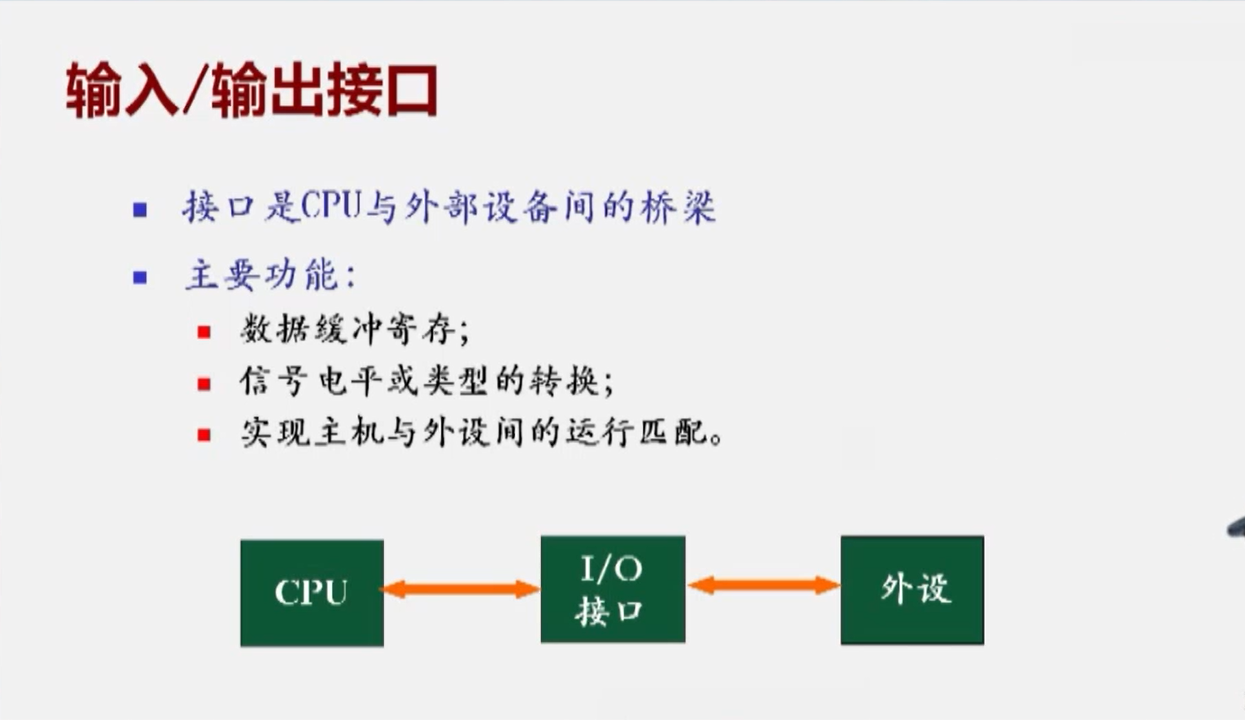 输入/输出接口
接口是CPU与外部设备间的桥梁
主要功能：
数据缓冲寄存；
信号电平或类型的转换；
实现主机与外设间的运行匹配。
CPU
I/O
接口
外设